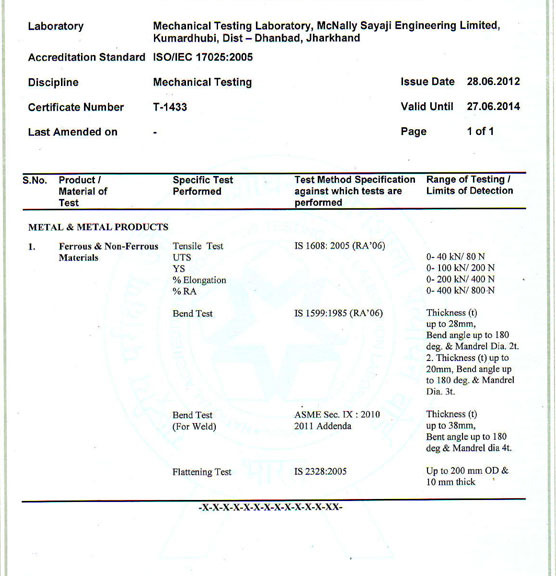 Laboratory Mechanical Testing Laboratory, McNally Sayaji Engineering Limited,
Kumardhubi, Dist – Dhanbad, Jharkhand
Accreditation Standard ISO/IEC 17025:2005
Discipline Mechanical Testing Issue Date 28.06.2012
Certificate Number T-1433 Valid Until 27.06.2014
Last Amended on - Page 1 of 1
S.No. Product / Specific Test Test Method Specification Range of Testing /
Material of Performed against which tests are Limits of Detection
Test performed
METAL & METAL PRODUCTS
1. Ferrous & Non-Ferrous Tensile Test IS 1608: 2005 (RA'06)
Materials UTS 0- 40 kN/ 80 N
YS 0- 100 kN/ 200 N
% Elongation 0- 200 kN/ 400 N
% RA 0- 400 kN/ 800 N
Bend Test IS 1599:1985 (RA'06) Thickness (t)
up to 28mm,
Bend angle up to 180
deg. & Mandrel Dia. 2t.
2. Thickness (t) up to
20mm, Bend angle up
to 180 deg. & Mandrel
Dia. 3t.
Bend Test ASME Sec. IX : 2010 Thickness (t)
(For Weld) 2011 Addenda up to 38mm,
Bent angle up to 180
deg & Mandrel dia 4t.
Flattening Test IS 2328:2005 Up to 200 mm OD &
10 mm thick
-X-X-X-X-X-X-X-X-X-X-X-X-XX-
भारत